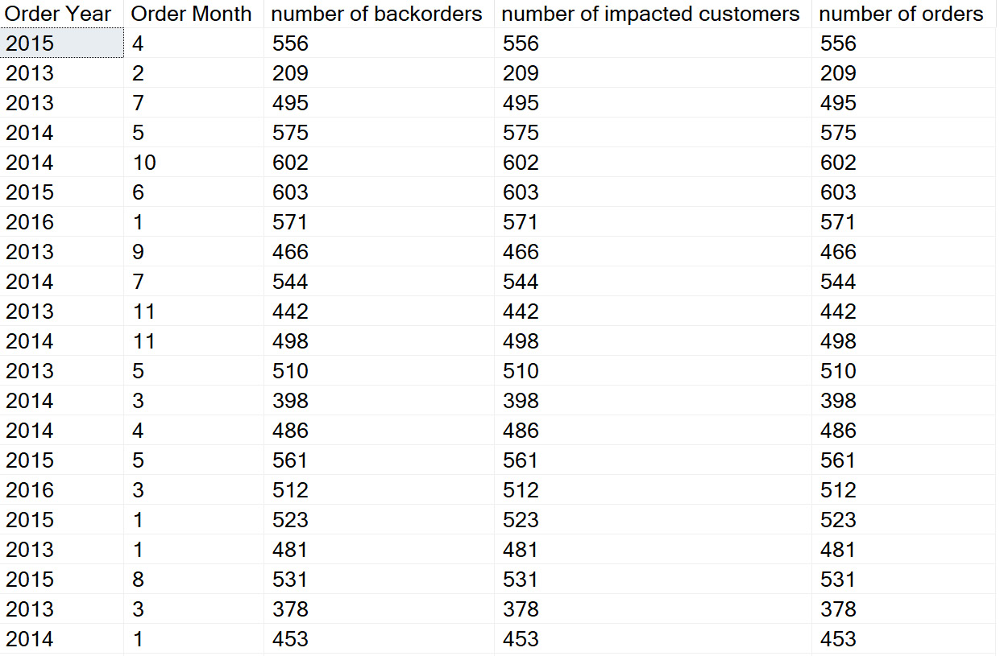 Order Year Order Month number of backorders number of impacted customers number of orders
2015 4 556 556 556
2013 2 209 209 209
2013 7 495 495 495
2014 5 575 575 575
2014 10 602 602 602
2015 6 603 603 603
2016 1 571 571 571
2013 9 466 466 466
2014 7 544 544 544
2013 11 442 442 442
2014 11 498 498 498
2013 5 510 510 510
2014 3 398 398 398
2014 4 486 486 486
2015 5 561 561 561
2016 3 512 512 512
2015 1 523 523 523
2013 1 481 481 481
2015 8 531 531 531
2013 3 378 378 378
2014 1 453 453 453